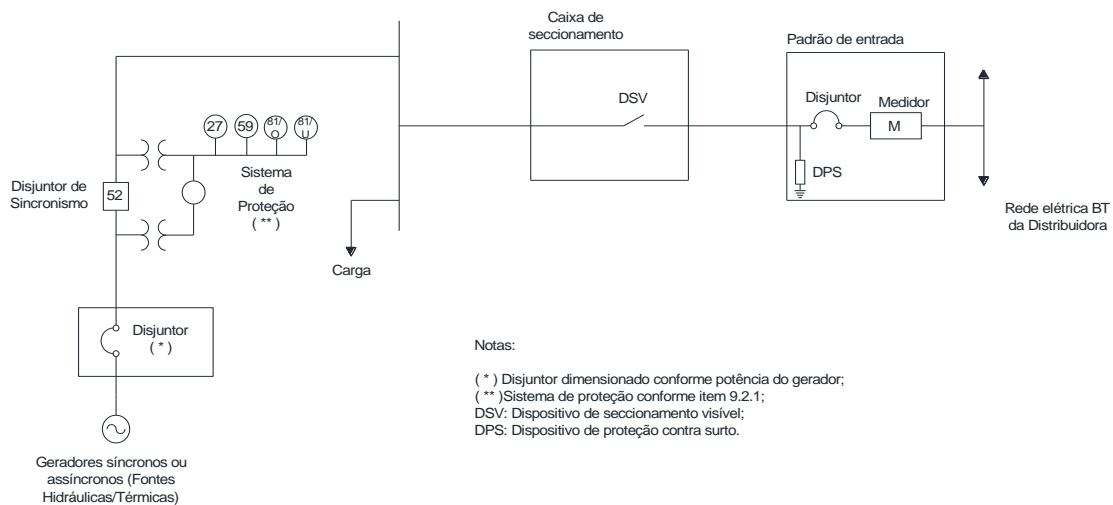 Caixa de
seccionamento
Padrão de entrada
DSV
Disjuntor
Medidor
M
DPS
27
59
81/
O
81/
U
Sistema
de
Proteção
( ** )
Disjuntor de
Sincronismo
52
Rede elétrica BT
da Distribuidora
Carga
Disjuntor
( * )
Notas:
( * ) Disjuntor dimensionado conforme potência do gerador;
( ** )Sistema de proteção conforme item 9.2.1;
DSV: Dispositivo de seccionamento visível;
DPS: Dispositivo de proteção contra surto.
Geradores síncronos ou
assíncronos (Fontes
Hidráulicas/Térmicas)